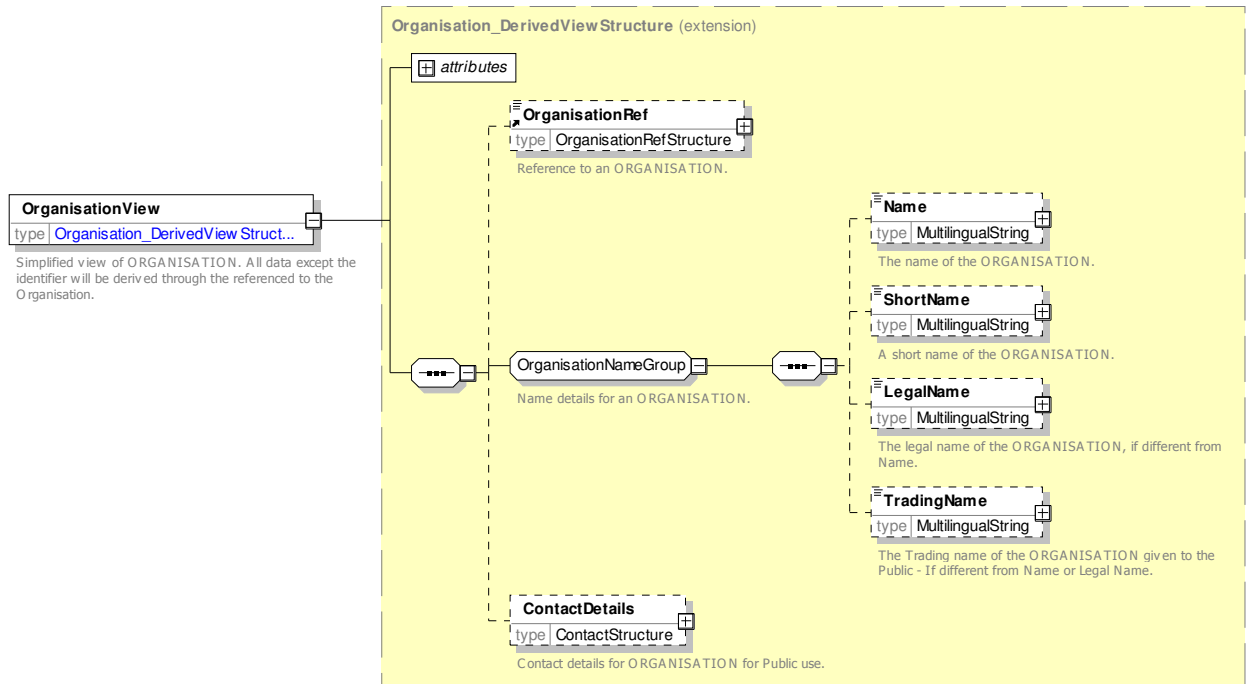 Organisation_DerivedViewStructure (extension)
attributes
OrganisationRef
type OrganisationRefStructure
Reference to an ORGANISATION.
OrganisationView
type Organisation_DerivedViewStruct...
Simplified view of ORGANISATION. All data except the
identifier will be derived through the referenced to the
Organisation.
Name
type MultilingualString
The name of the ORGANISATION.
ShortName
type MultilingualString
A short name of the ORGANISATION.
OrganisationNameGroup
Name details for an ORGANISATION.
LegalName
type MultilingualString
The legal name of the ORGANISATION, if different from
Name.
TradingName
type MultilingualString
The Trading name of the ORGANISATION given to the
Public - If different from Name or Legal Name.
ContactDetails
type ContactStructure
Contact details for ORGANISATION for Public use.